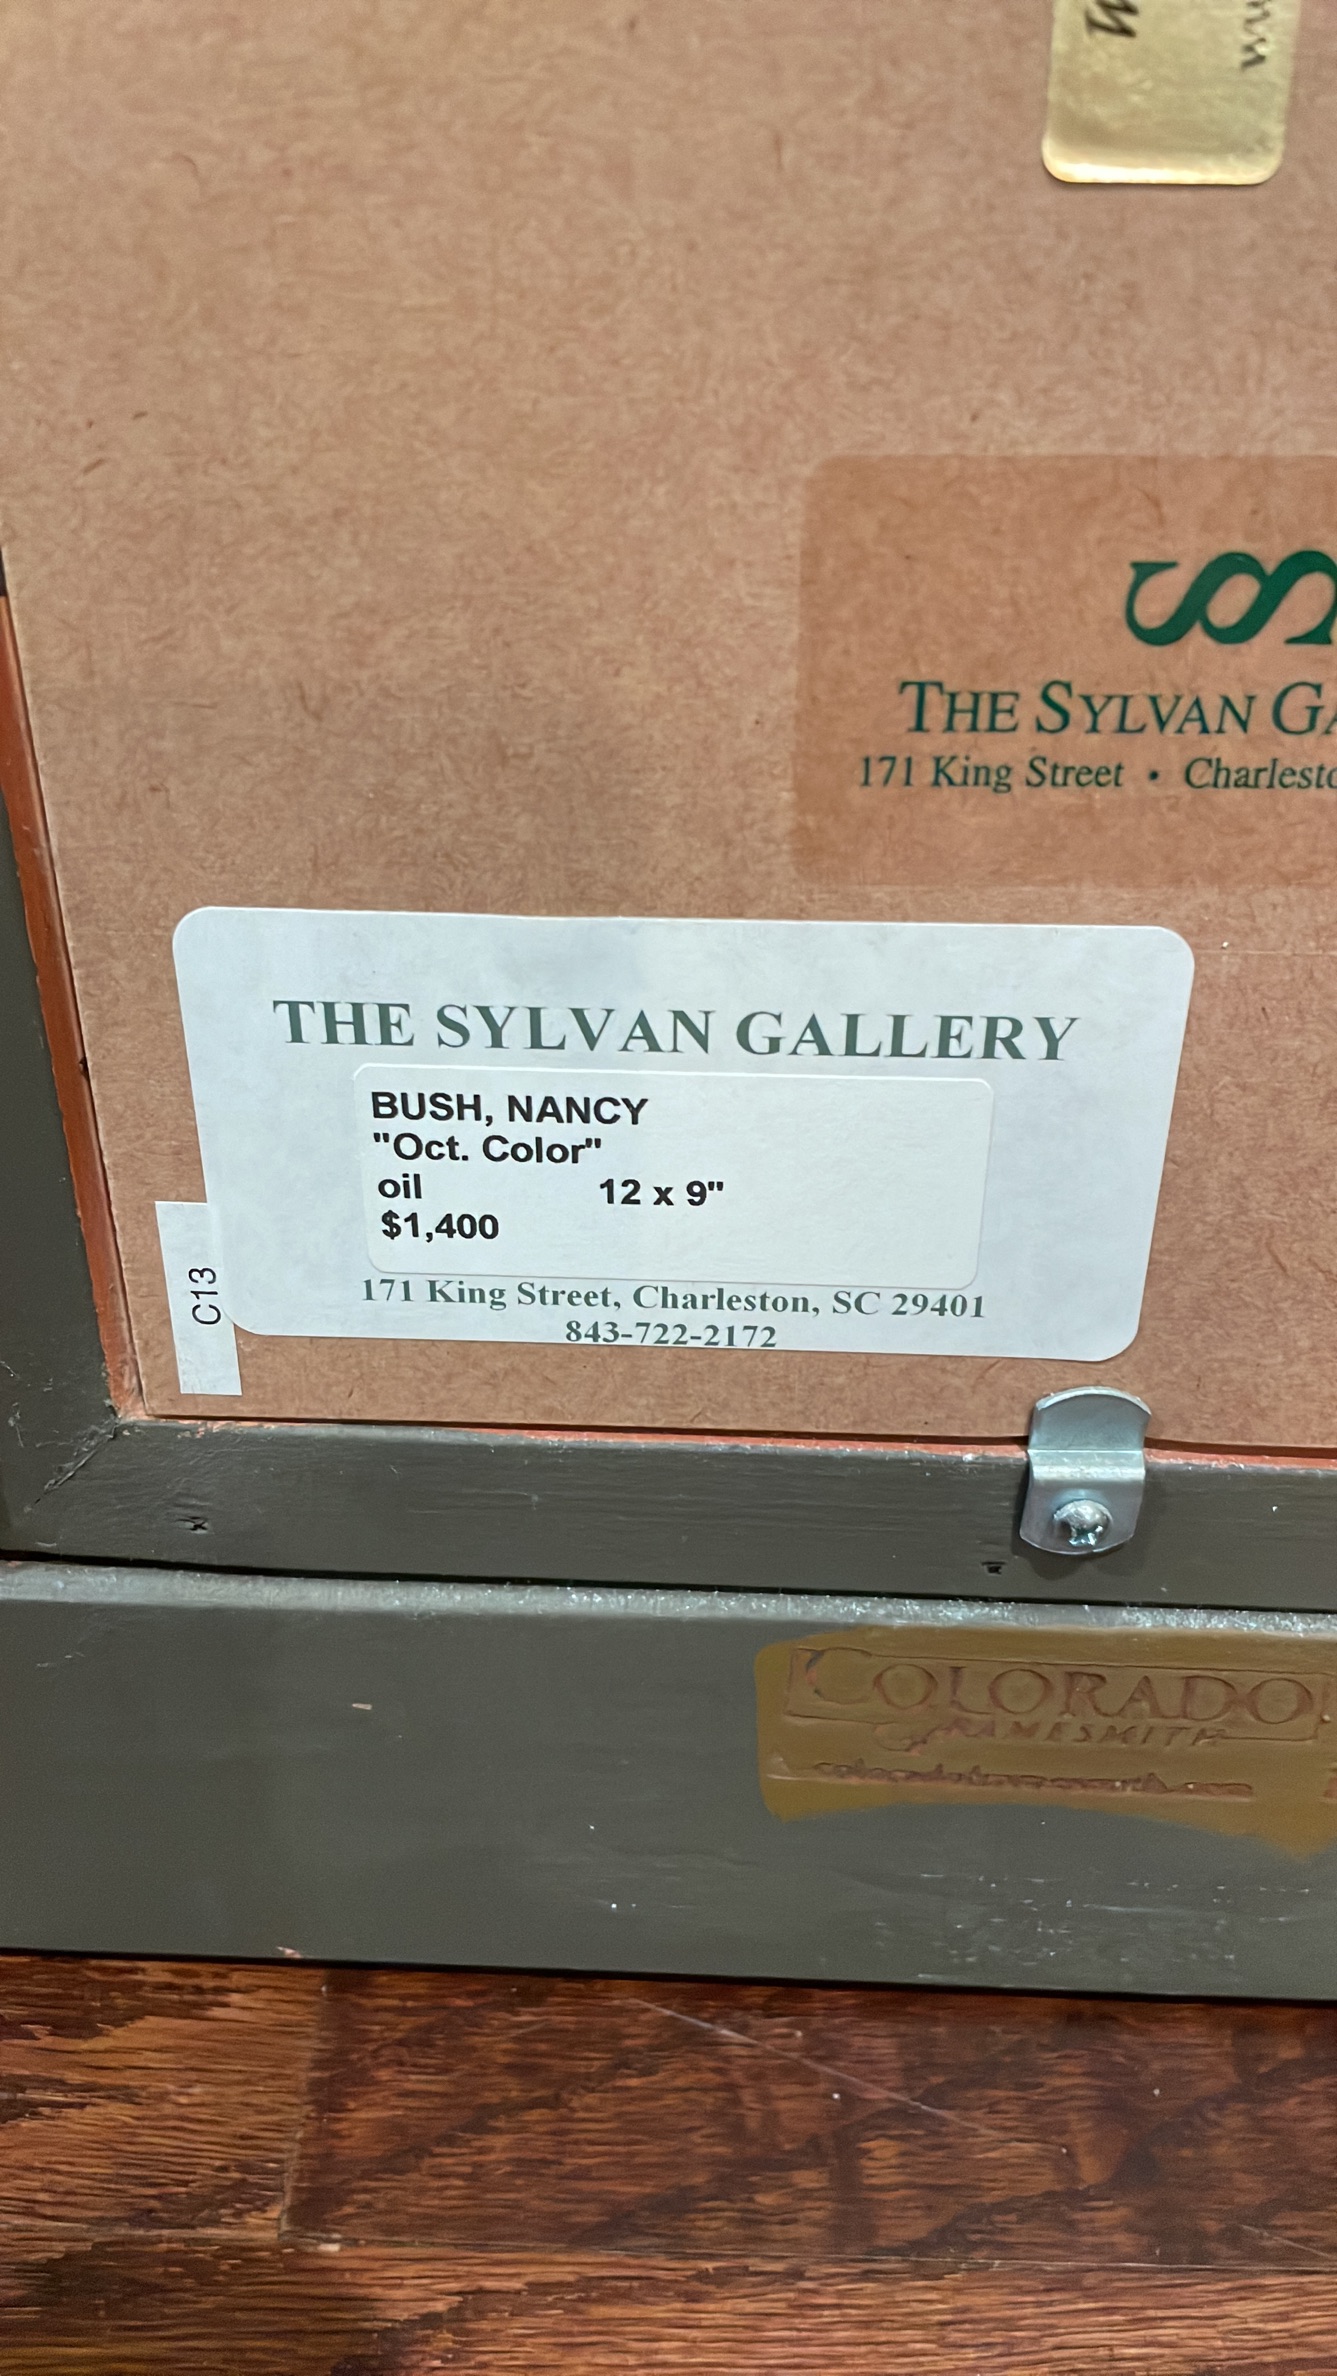 THE SYLVAN GA
171 King Street • Charlesto
THE SYLVAN GALLERY
BUSH, NANCY
"Oct. Color"
oil 12 x 9"
$1,400
171 King Street, Charleston, SC 29401
843-722-2172
C13
COLORADO
FRAMESMITH